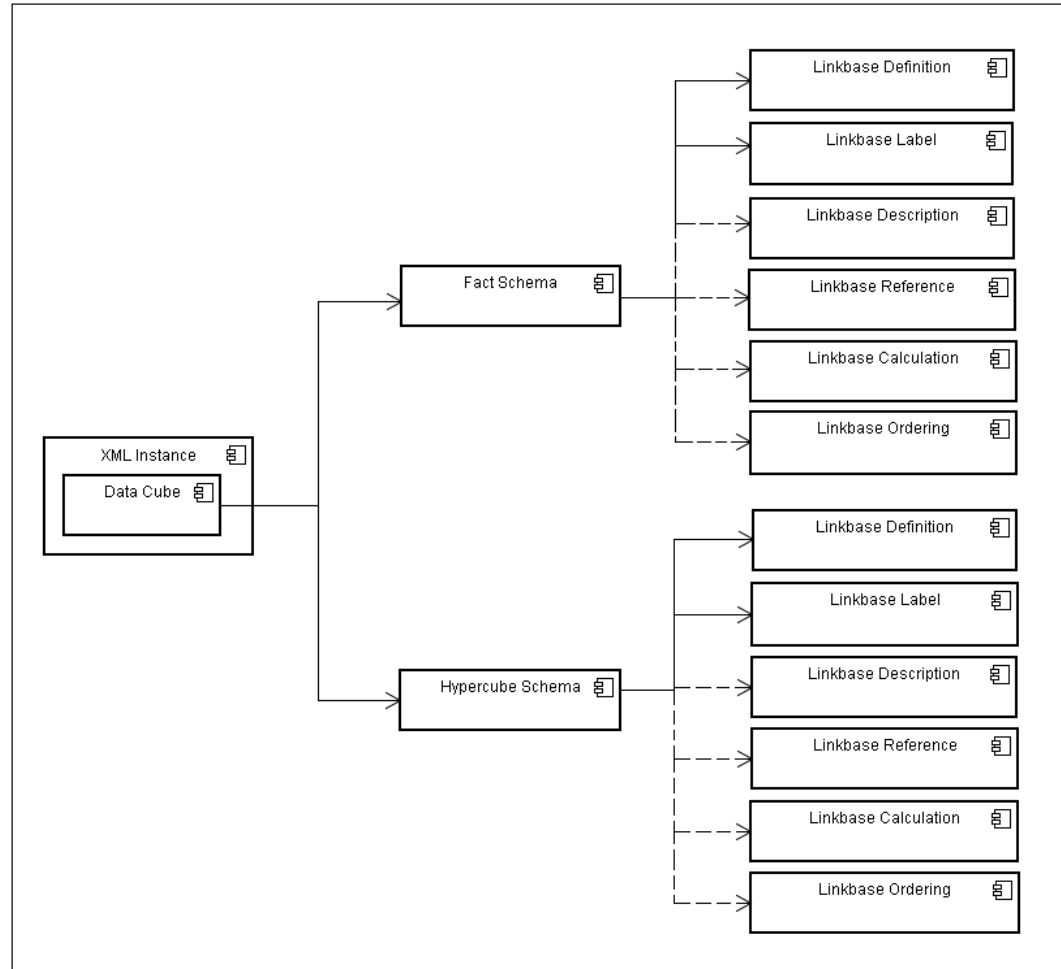 Linkbase Definition
Linkbase Label
Linkbase Description
Fact Schema
Linkbase Reference
Linkbase Calculation
Linkbase Ordering
XML Instance
Data Cube
Linkbase Definition
Linkbase Label
Hypercube Schema
Linkbase Description
Linkbase Reference
Linkbase Calculation
Linkbase Ordering